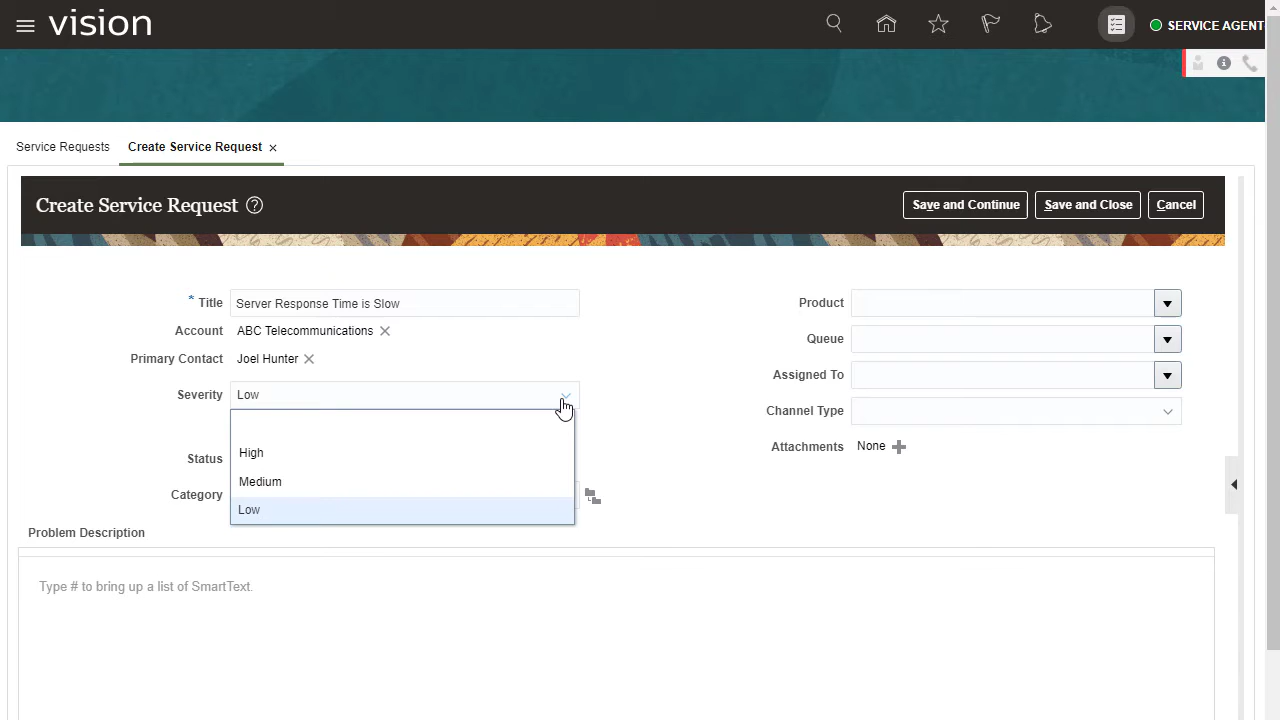 vision
SERVICE AGENT
Service Requests
Create Service Request
Create Service Request
Save and Continue
Save and Close
Cancel
* Title
Server Response Time is Slow
Account
ABC Telecommunications
Primary Contact
Joel Hunter
Severity
Low
High
Medium
Low
Status
Category
Product
Queue
Assigned To
Channel Type
Attachments
None
Problem Description
Type # to bring up a list of SmartText.